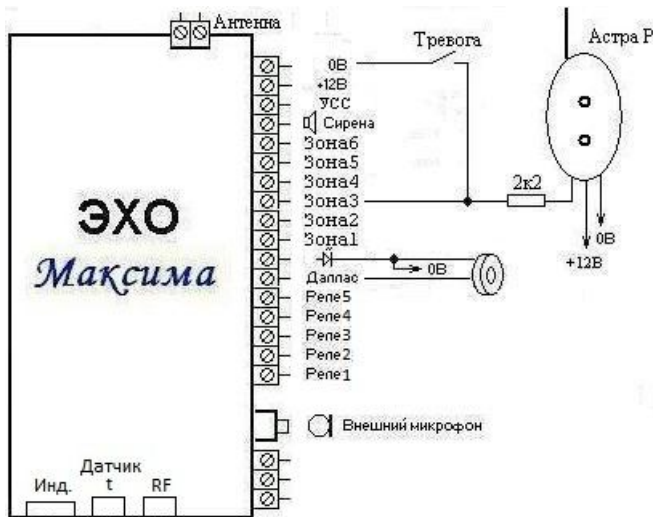 Антенна
Тревога
Астра Р
0В
+12В
УСС
Сирена
Зона6
Зона5
Зона4
2к2
Зона3
Зона2
0В
Зона1
+12В
0В
Даллас
Реле5
Реле4
Реле3
Реле2
Реле1
ЭХО
Максима
Внешний микрофон
Датчик
Инд.
t
RF